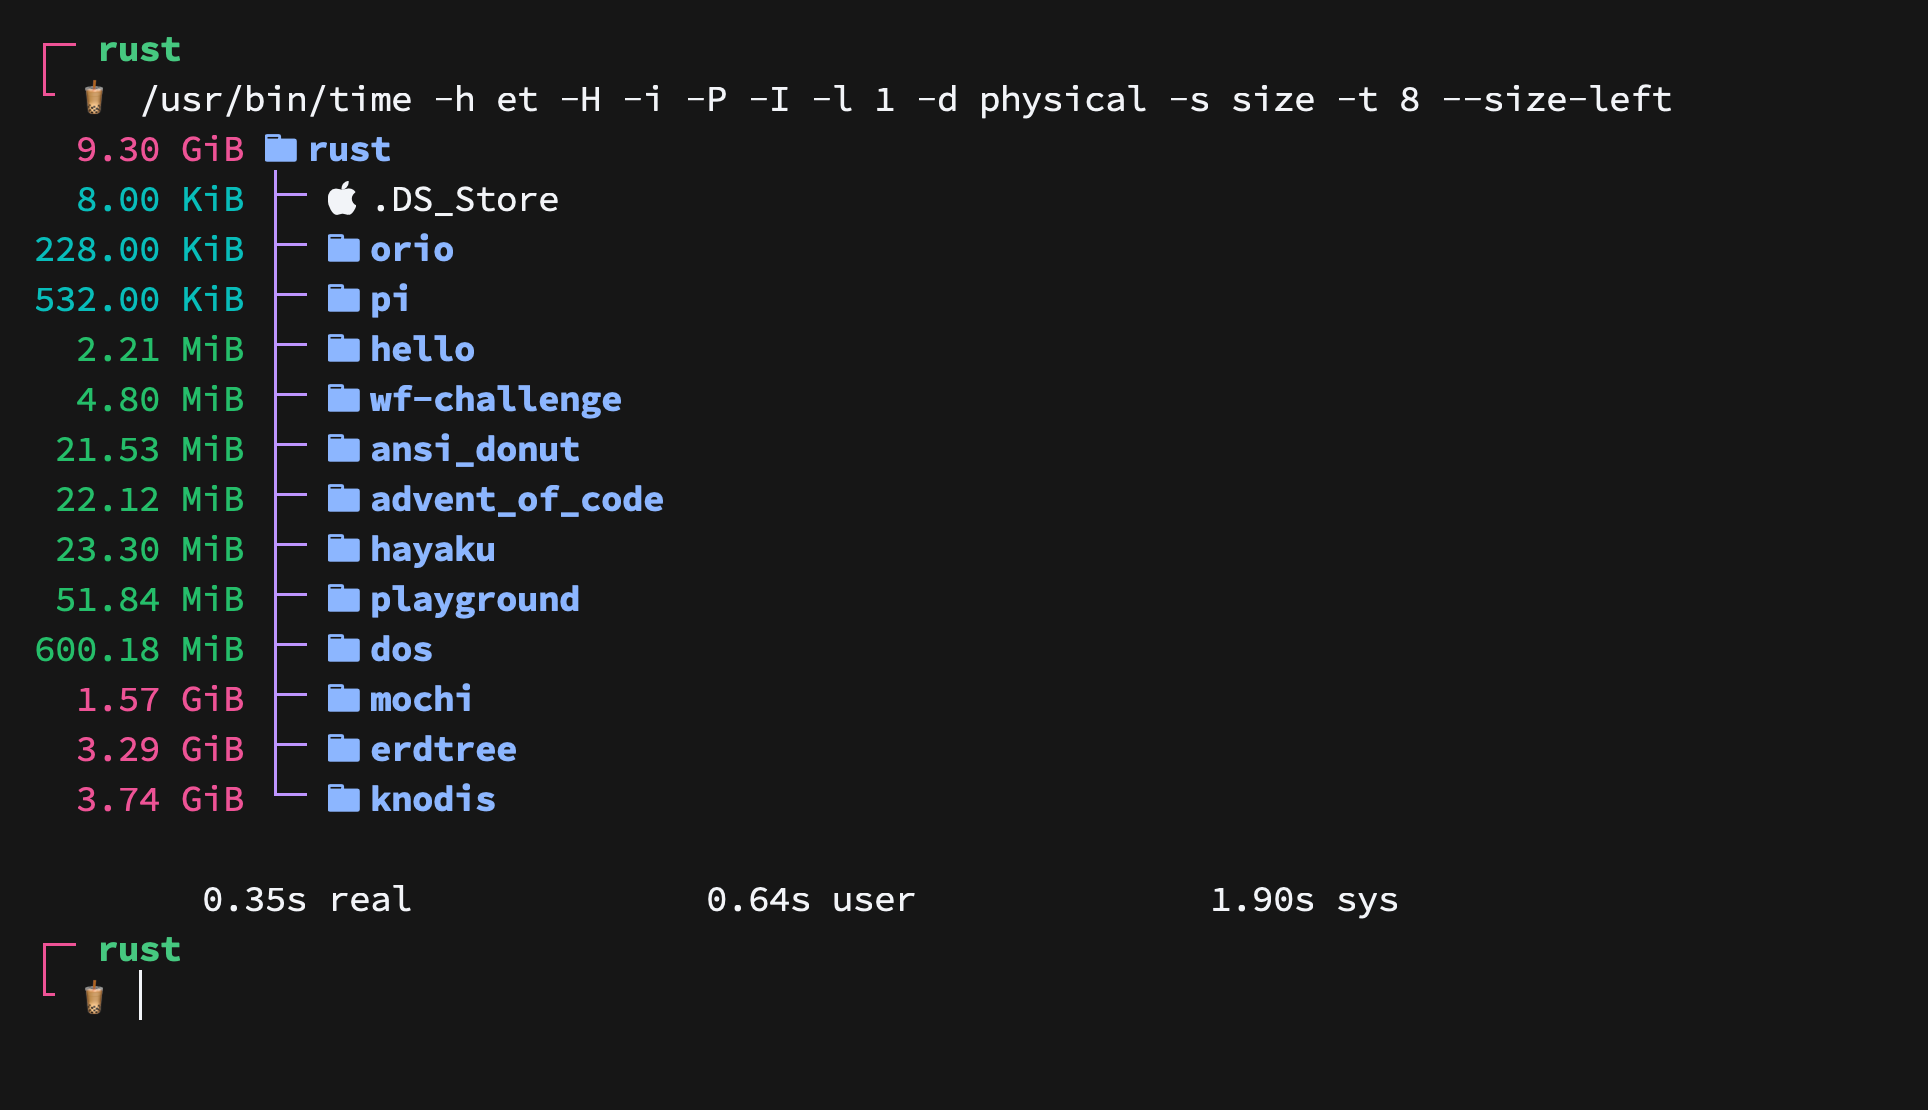 rust
/usr/bin/time -h et -H -i -P -I -l 1 -d physical -s size -t 8 --size-left
9.30 GiB rust
8.00 KiB .DS_Store
228.00 KiB orio
532.00 KiB pi
2.21 MiB hello
4.80 MiB wf-challenge
21.53 MiB ansi_donut
22.12 MiB advent_of_code
23.30 MiB hayaku
51.84 MiB playground
600.18 MiB dos
1.57 GiB mochi
3.29 GiB erdtree
3.74 GiB knodis
0.35s real 0.64s user 1.90s sys
rust